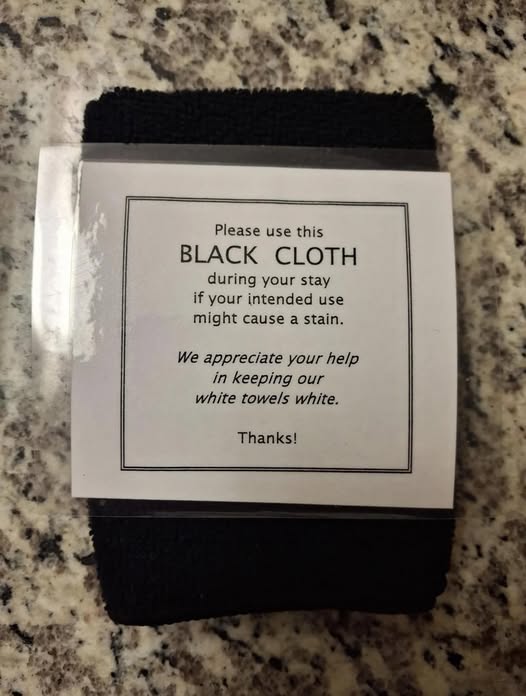 Please use this
BLACK CLOTH
during your stay
if your intended use
might cause a stain.
We appreciate your help
in keeping our
white towels white.
Thanks!